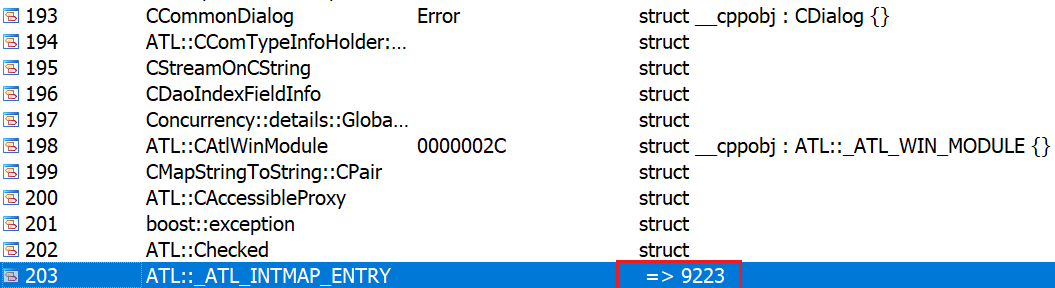 193 CCommonDialog Error struct __cppobj : CDialog {}
194 ATL::CComTypeInfoHolder:... struct
195 CStreamOnCString struct
196 CDaoIndexFieldInfo struct
197 Concurrency::details::Globa... struct
198 ATL::CAtlWinModule 0000002C struct __cppobj : ATL::_ATL_WIN_MODULE {}
199 CMapStringToString::CPair struct
200 ATL::CAccessibleProxy struct
201 boost::exception struct
202 ATL::Checked struct
203 ATL::_ATL_INTMAP_ENTRY => 9223